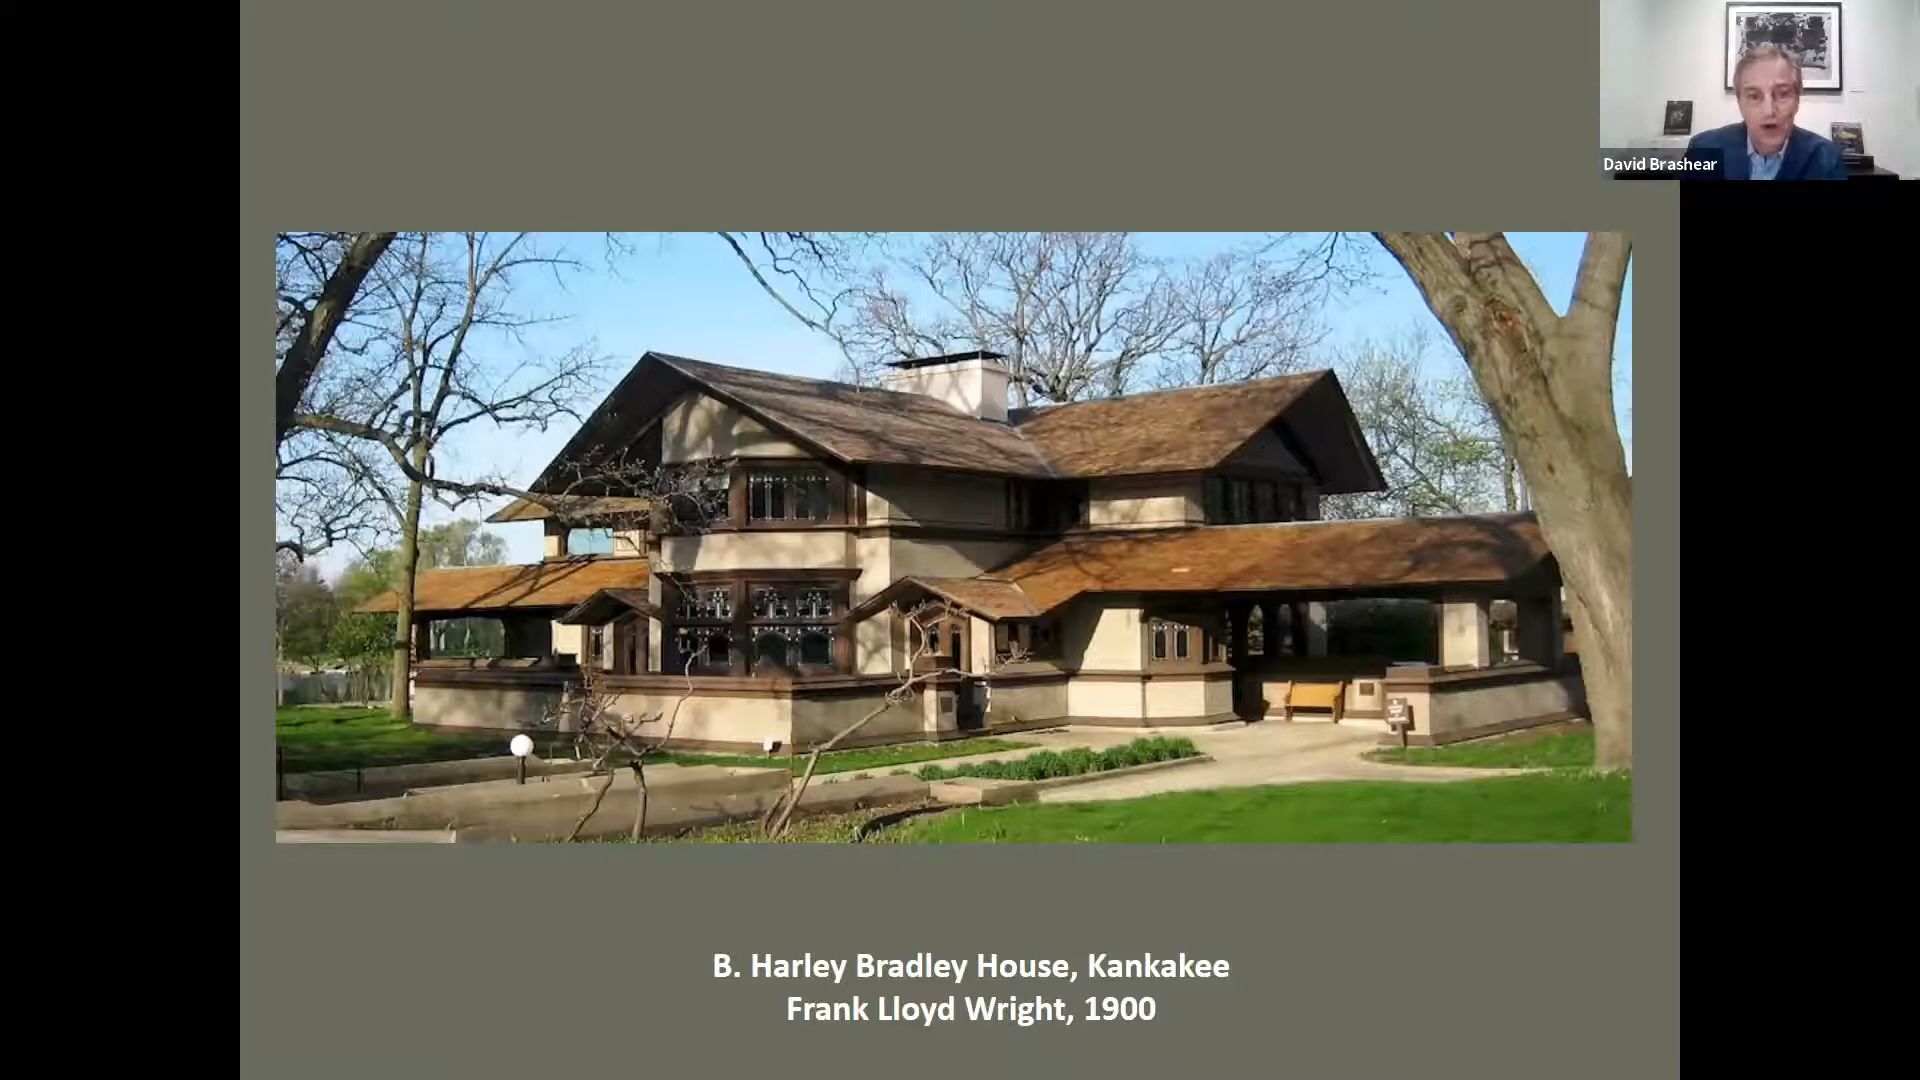 David Brashear
B. Harley Bradley House, Kankakee
Frank Lloyd Wright, 1900